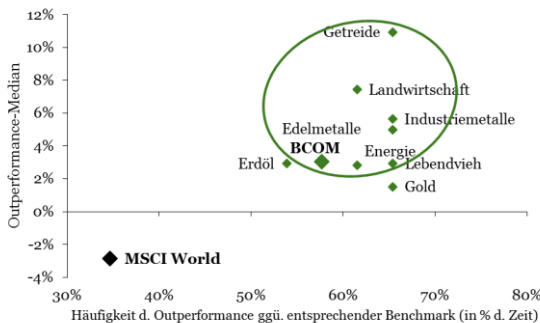 Outperformance-Median
12%
10%
8%
6%
4%
2%
0%
-2%
-4%
Getreide
Landwirtschaft
Industriemetalle
Edelmetalle
BCOM
Energie
Erdöl
Lebendvieh
Gold
MSCI World
30%
40%
50%
60%
70%
80%
Häufigkeit d. Outperformance ggü. entsprechender Benchmark (in % d. Zeit)